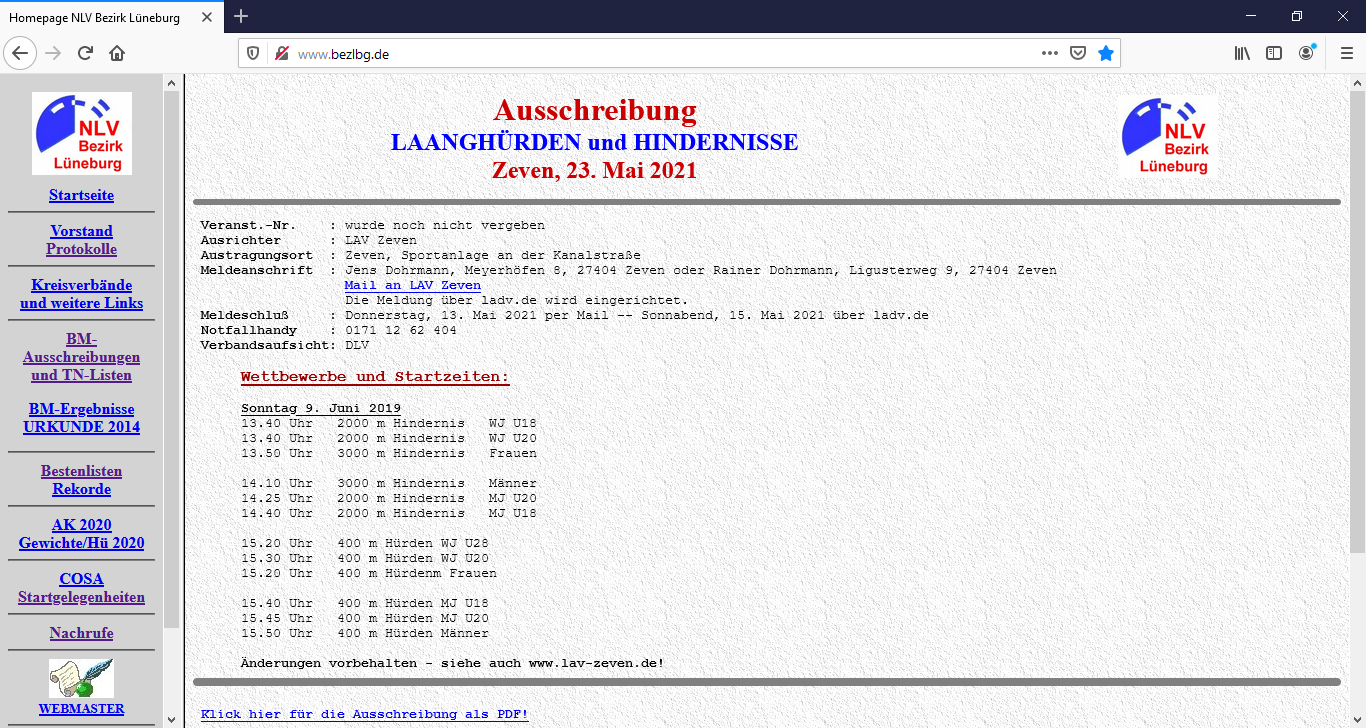 Homepage NLV Bezirk Lüneburg
www.bezlbg.de
NLV
Bezirk
Lüneburg
Startseite
Vorstand
Protokolle
Kreisverbände
und weitere Links
BM-
Ausschreibungen
und TN-Listen
BM-Ergebnisse
URKUNDE 2014
Bestenlisten
Rekorde
AK 2020
Gewichte/Hü 2020
COSA
Startgelegenheiten
Nachrufe
WEBMASTER
Ausschreibung
LAANGHÜRDEN und HINDERNISSE
Zeven, 23. Mai 2021
NLV
Bezirk
Lüneburg
Veranst.-Nr. : wurde noch nicht vergeben
Ausrichter : LAV Zeven
Austragungsort : Zeven, Sportanlage an der Kanalstraße
Meldeanschrift : Jens Dohrmann, Meyerhöfen 8, 27404 Zeven oder Rainer Dohrmann, Ligusterweg 9, 27404 Zeven
Mail an LAV Zeven
Die Meldung über ladv.de wird eingerichtet.
Meldeschluß : Donnerstag, 13. Mai 2021 per Mail -- Sonnabend, 15. Mai 2021 über ladv.de
Notfallhandy : 0171 12 62 404
Verbandsaufsicht: DLV
Wettbewerbe und Startzeiten:
Sonntag 9. Juni 2019
13.40 Uhr 2000 m Hindernis WJ U18
13.40 Uhr 2000 m Hindernis WJ U20
13.50 Uhr 3000 m Hindernis Frauen
14.10 Uhr 3000 m Hindernis Männer
14.25 Uhr 2000 m Hindernis MJ U20
14.40 Uhr 2000 m Hindernis MJ U18
15.20 Uhr 400 m Hürden WJ U28
15.30 Uhr 400 m Hürden WJ U20
15.20 Uhr 400 m Hürdenm Frauen
15.40 Uhr 400 m Hürden MJ U18
15.45 Uhr 400 m Hürden MJ U20
15.50 Uhr 400 m Hürden Männer
Änderungen vorbehalten - siehe auch www.lav-zeven.de!
Klick hier für die Ausschreibung als PDF!